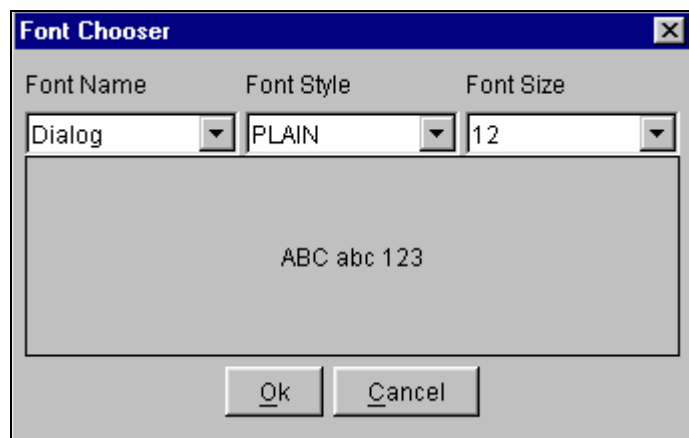 Font Chooser
Font Name Font Style Font Size
Dialog PLAIN 12
ABC abc 123
Ok Cancel